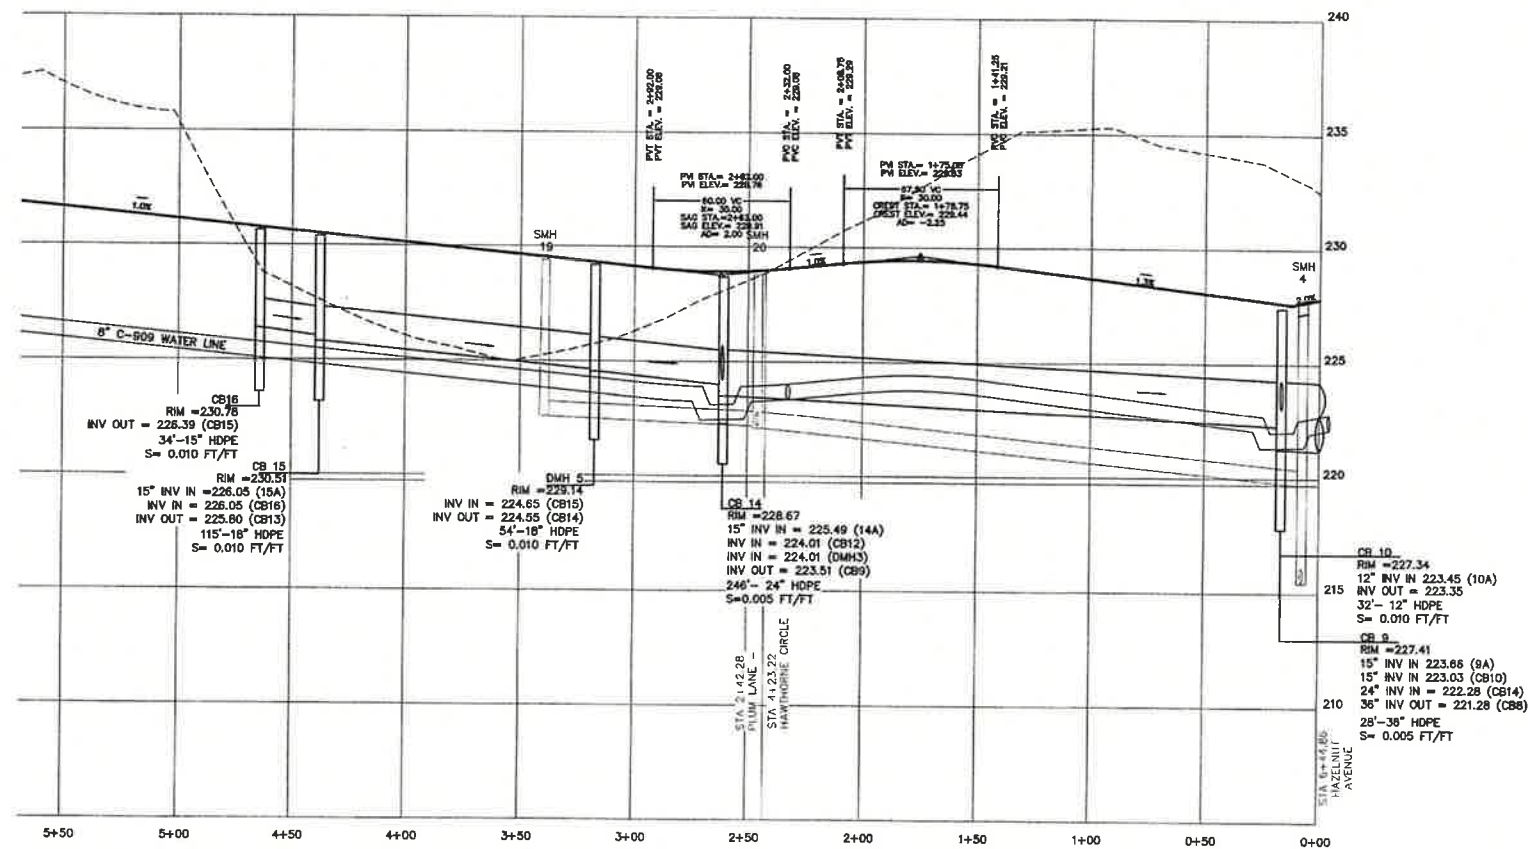 240
235
230
225
220
215
210
PVT STA. = 2+92.00
PVT ELEV. = 229.06
PVC STA. = 2+32.00
PVC ELEV. = 229.06
PVT STA. = 2+08.75
PVT ELEV. = 229.29
PVC STA. = 1+41.25
PVC ELEV. = 229.21
PVI STA.= 2+62.00
PVI ELEV.= 228.76
60.00 VC
K= 30.00
SAG STA.=2+62.00
SAG ELEV.= 228.91
AD= 2.00
PVI STA.= 1+75.00
PVI ELEV.= 229.63
67.50 VC
K= 30.00
CREST STA.= 1+78.75
CREST ELEV.= 229.44
AD= -2.25
SMH
19
SMH
20
SMH
4
1.0%
1.0%
1.3%
2.0%
8" C-909 WATER LINE
CB16
RIM =230.78
INV OUT = 226.39 (CB15)
34'-15" HDPE
S= 0.010 FT/FT
CB 15
RIM =230.51
15" INV IN =226.05 (15A)
INV IN = 226.05 (CB16)
INV OUT = 225.80 (CB13)
115'-18" HDPE
S= 0.010 FT/FT
DMH 5
RIM =229.14
INV IN = 224.65 (CB15)
INV OUT = 224.55 (CB14)
54'-18" HDPE
S= 0.010 FT/FT
CB 14
RIM =228.67
15" INV IN = 225.49 (14A)
INV IN = 224.01 (CB12)
INV IN = 224.01 (DMH3)
INV OUT = 223.51 (CB9)
246'- 24" HDPE
S=0.005 FT/FT
CB 10
RIM =227.34
12" INV IN 223.45 (10A)
INV OUT = 223.35
32'- 12" HDPE
S= 0.010 FT/FT
CB 9
RIM =227.41
15" INV IN 223.66 (9A)
15" INV IN 223.03 (CB10)
24" INV IN = 222.28 (CB14)
36" INV OUT = 221.28 (CB8)
28'-36" HDPE
S= 0.005 FT/FT
STA 2+42.28
PLUM LANE -
STA 4+23.22
HAWTHORNE CIRCLE
STA 6+44.86
HAZELNUT
AVENUE
5+50
5+00
4+50
4+00
3+50
3+00
2+50
2+00
1+50
1+00
0+50
0+00